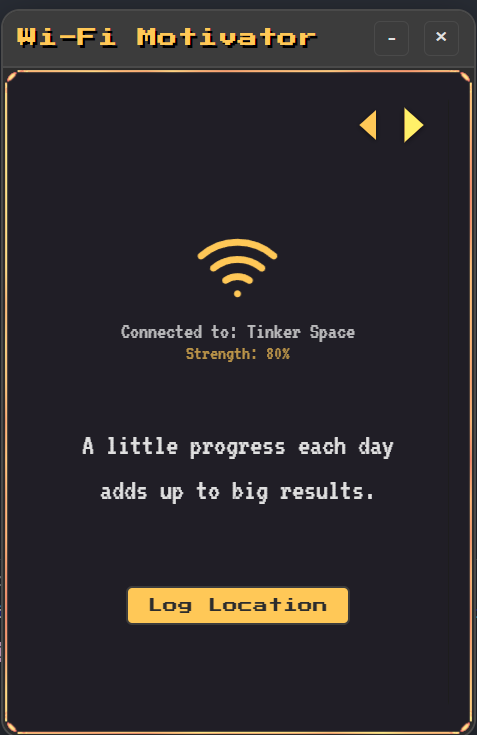 Wi-Fi Motivator
Connected to: Tinker Space
Strength: 80%
A little progress each day
adds up to big results.
Log Location